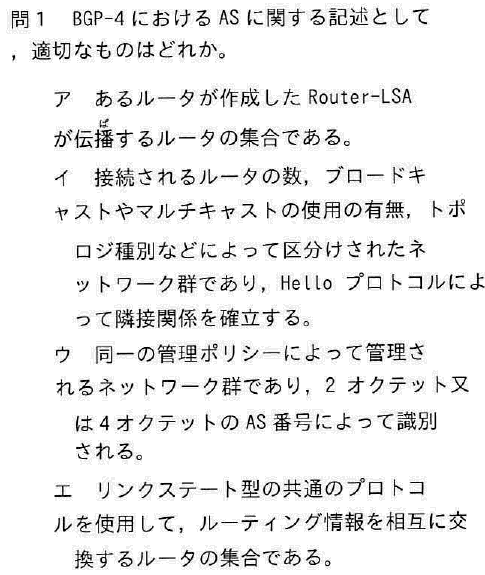 問1 BGP-4におけるASに関する記述として
，適切なものはどれか。
ア あるルータが作成したRouter-LSA
が伝播するルータの集合である。
イ 接続されるルータの数，ブロードキ
ャストやマルチキャストの使用の有無，トポ
ロジ種別などによって区分けされたネ
ットワーク群であり，Hello プロトコルによ
って隣接関係を確立する。
ウ 同一の管理ポリシーによって管理さ
れるネットワーク群であり，2 オクテット又
は4オクテットのAS番号によって識別
される。
エ リンクステート型の共通のプロトコ
ルを使用して，ルーティング情報を相互に交
換するルータの集合である。